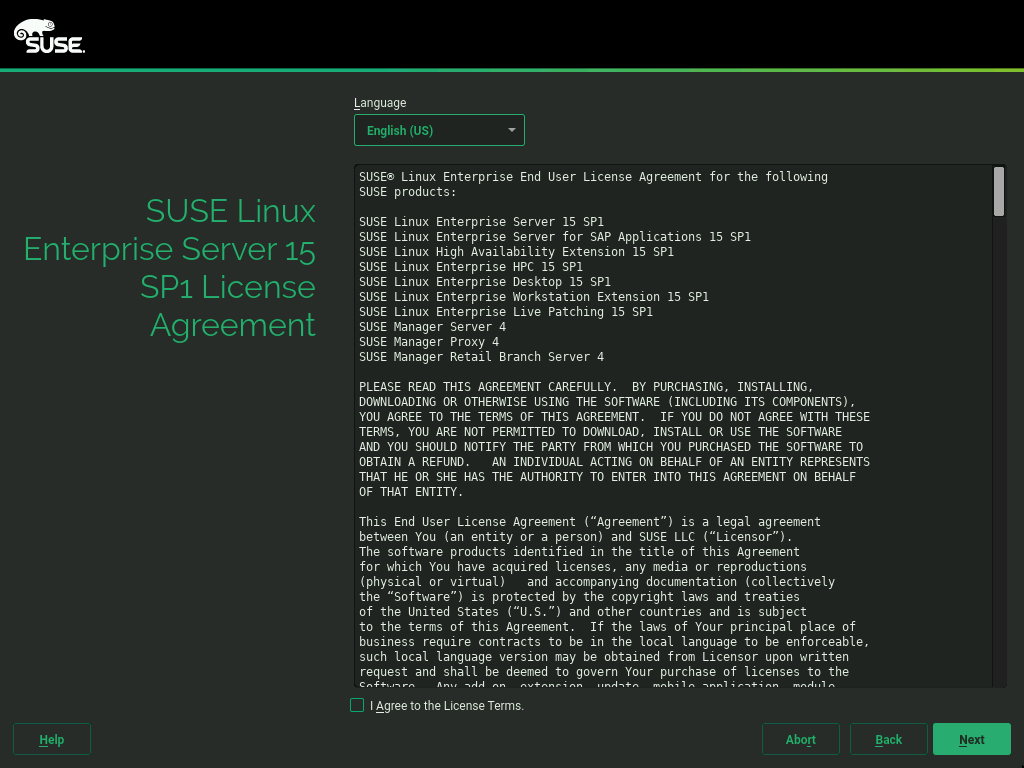 SUSE.
Language
English (US)
SUSE Linux
Enterprise Server 15
SP1 License
Agreement
SUSE® Linux Enterprise End User License Agreement for the following
SUSE products:
SUSE Linux Enterprise Server 15 SP1
SUSE Linux Enterprise Server for SAP Applications 15 SP1
SUSE Linux High Availability Extension 15 SP1
SUSE Linux Enterprise HPC 15 SP1
SUSE Linux Enterprise Desktop 15 SP1
SUSE Linux Enterprise Workstation Extension 15 SP1
SUSE Linux Enterprise Live Patching 15 SP1
SUSE Manager Server 4
SUSE Manager Proxy 4
SUSE Manager Retail Branch Server 4
PLEASE READ THIS AGREEMENT CAREFULLY.  BY PURCHASING, INSTALLING,
DOWNLOADING OR OTHERWISE USING THE SOFTWARE (INCLUDING ITS COMPONENTS),
YOU AGREE TO THE TERMS OF THIS AGREEMENT.  IF YOU DO NOT AGREE WITH THESE
TERMS, YOU ARE NOT PERMITTED TO DOWNLOAD, INSTALL OR USE THE SOFTWARE
AND YOU SHOULD NOTIFY THE PARTY FROM WHICH YOU PURCHASED THE SOFTWARE TO
OBTAIN A REFUND.   AN INDIVIDUAL ACTING ON BEHALF OF AN ENTITY REPRESENTS
THAT HE OR SHE HAS THE AUTHORITY TO ENTER INTO THIS AGREEMENT ON BEHALF
OF THAT ENTITY.
This End User License Agreement (“Agreement”) is a legal agreement
between You (an entity or a person) and SUSE LLC (“Licensor”).
The software products identified in the title of this Agreement
for which You have acquired licenses, any media or reproductions
(physical or virtual)   and accompanying documentation (collectively
the “Software”) is protected by the copyright laws and treaties
of the United States (“U.S.”) and other countries and is subject
to the terms of this Agreement.  If the laws of Your principal place of
business require contracts to be in the local language to be enforceable,
such local language version may be obtained from Licensor upon written
request and shall be deemed to govern Your purchase of licenses to the
Software.  Any add-on, extension, update, mobile application, module,
I Agree to the License Terms.
Help
Abort
Back
Next